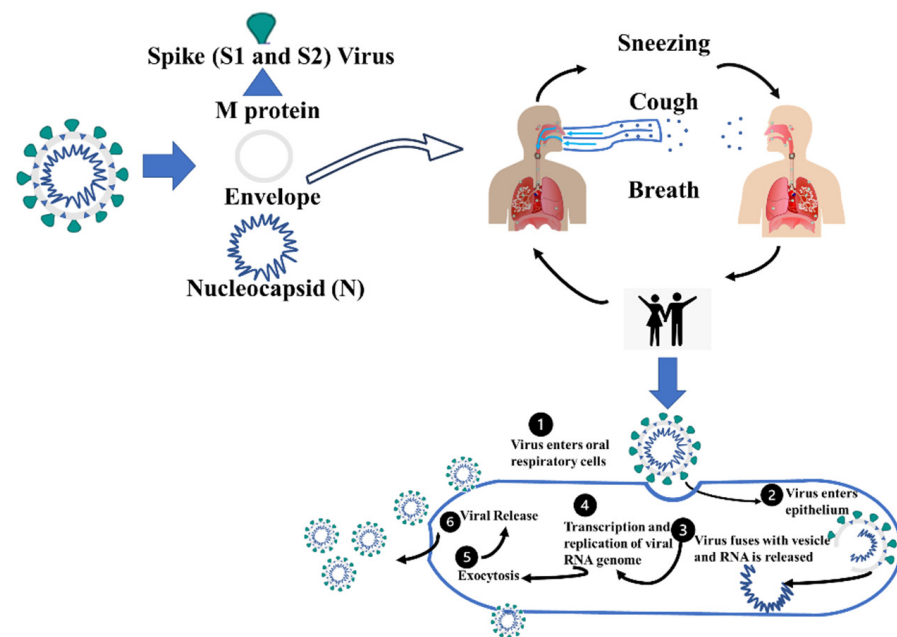 Spike (S1 and S2) Virus
M protein
Envelope
Nucleocapsid (N)
Sneezing
Cough
Breath
1
Virus enters oral
respiratory cells
2 Virus enters
epithelium
3 Virus fuses with vesicle
and RNA is released
4
Transcription and
replication of viral
RNA genome
5
Exocytosis
6 Viral Release